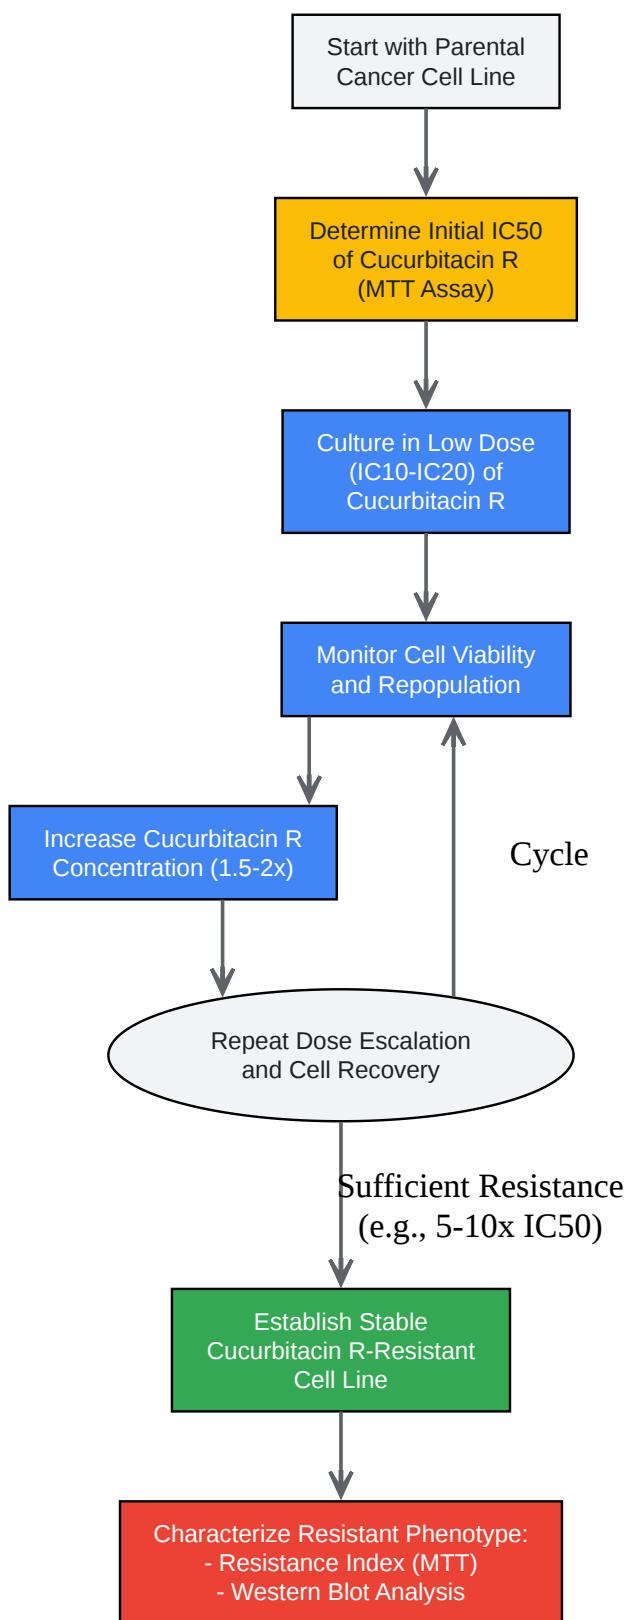 Start with Parental
Cancer Cell Line
Determine Initial IC50
of Cucurbitacin R
(MTT Assay)
Culture in Low Dose
(IC10-IC20) of
Cucurbitacin R
Monitor Cell Viability
and Repopulation
Increase Cucurbitacin R
Concentration (1.5-2x)
Cycle
Repeat Dose Escalation
and Cell Recovery
Sufficient Resistance
(e.g., 5-10x IC50)
Establish Stable
Cucurbitacin R-Resistant
Cell Line
Characterize Resistant Phenotype:
- Resistance Index (MTT)
- Western Blot Analysis